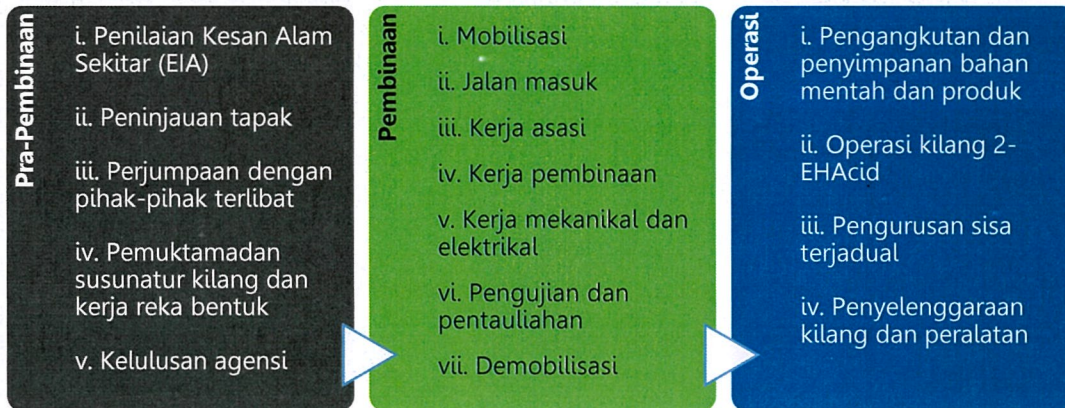 Pra-Pembinaan
i. Penilaian Kesan Alam
Sekitar (EIA)
ii. Peninjauan tapak
iii. Perjumpaan dengan
pihak-pihak terlibat
iv. Pemuktamadan
susunatur kilang dan
kerja reka bentuk
v. Kelulusan agensi
Pembinaan
i. Mobilisasi
ii. Jalan masuk
iii. Kerja asasi
iv. Kerja pembinaan
v. Kerja mekanikal dan
elektrikal
vi. Pengujian dan
pentauliahan
vii. Demobilisasi
Operasi
i. Pengangkutan dan
penyimpanan bahan
mentah dan produk
ii. Operasi kilang 2-
EHAcid
iii. Pengurusan sisa
terjadual
iv. Penyelenggaraan
kilang dan peralatan